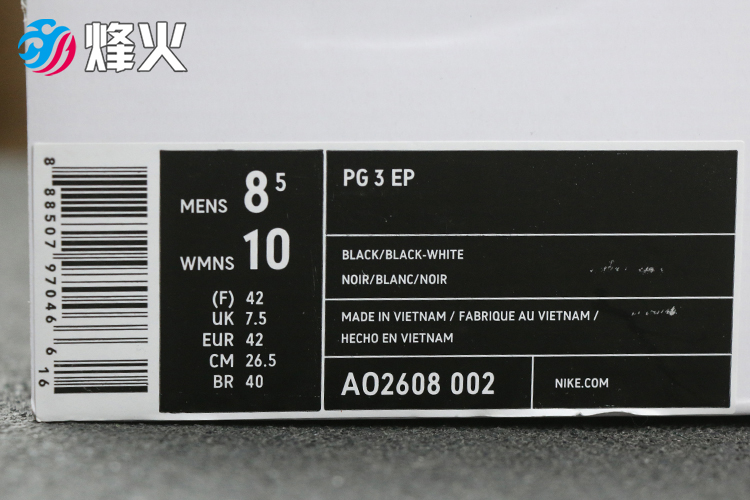 烽火
8 88507 97046 6 16
MENS 8 5
WMNS 10
(F) 42
UK 7.5
EUR 42
CM 26.5
BR 40
PG 3 EP
BLACK/BLACK-WHITE
NOIR/BLANC/NOIR
MADE IN VIETNAM / FABRIQUE AU VIETNAM /
HECHO EN VIETNAM
AO2608 002
NIKE.COM